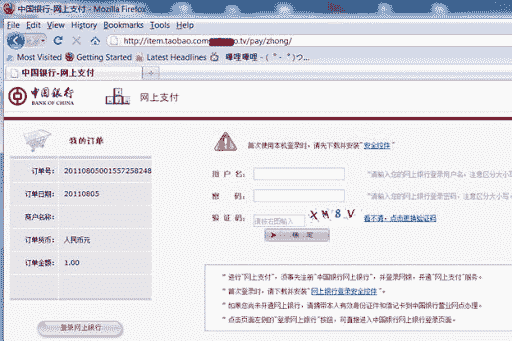 中国银行-网上支付 - Mozilla Firefox
File Edit View History Bookmarks Tools Help
http://item.taobao.com o.tv/pay/zhong/
Most Visited Getting Started Latest Headlines 哔哩哔哩 - ( ゜- ゜)つ...
中国银行-网上支付
中国银行 网上支付
BANK OF CHINA
我的订单
首次使用本机登录时，请先下载并安装"安全控件"
订单号： 20110805001557258248
订单日期： 20110805
商户名称：
订单货币： 人民币元
订单金额： 1.00
登录网上银行
用 户 名： *请输入您的网上银行登录用户名，注意区分大小写
密 码： *请输入您的网上银行登录密码，注意区分大小写
验 证 码： 请按右图输入 X N 8 V 看不清，点击更换验证码
确 定
* 进行"网上支付"，须事先注册"中国银行网上银行"，并登录网银，开通"网上支付"服务。
* 首次登录时，请下载并安装"网上银行登录安全控件"。
* 如果您尚未开通网上银行，请携带本人有效身份证件和借记卡到中国银行营业网点办理。
* 点击页面左侧的"登录网上银行"按钮，可直接进入中国银行网上银行登录页面。